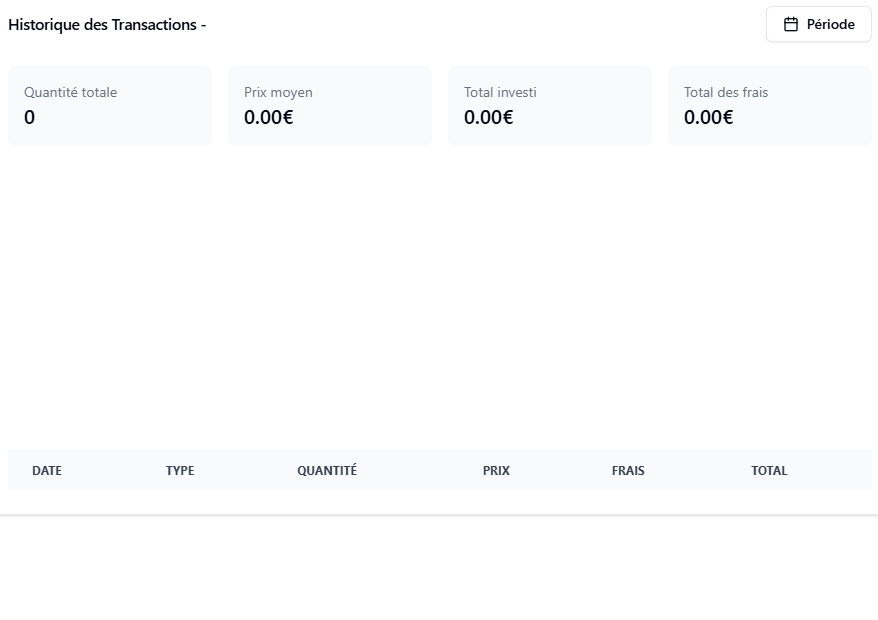 Historique des Transactions -
Période
Quantité totale
0
Prix moyen
0.00€
Total investi
0.00€
Total des frais
0.00€
DATE TYPE QUANTITÉ PRIX FRAIS TOTAL